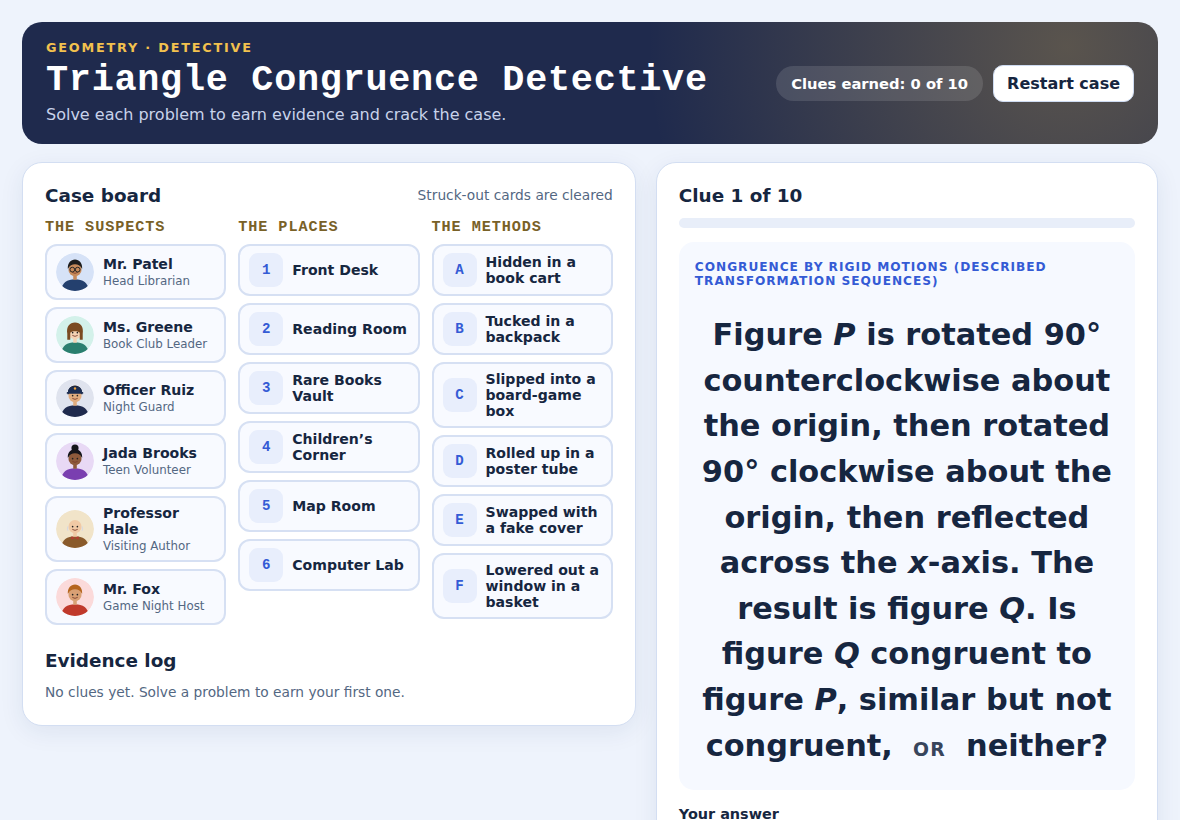 GEOMETRY · DETECTIVE
Triangle Congruence Detective
Solve each problem to earn evidence and crack the case.
Clues earned: 0 of 10
Restart case
Case board
Struck-out cards are cleared
THE SUSPECTS
Mr. Patel
Head Librarian
Ms. Greene
Book Club Leader
Officer Ruiz
Night Guard
Jada Brooks
Teen Volunteer
Professor
Hale
Visiting Author
Mr. Fox
Game Night Host
THE PLACES
1 Front Desk
2 Reading Room
3 Rare Books
Vault
4 Children’s
Corner
5 Map Room
6 Computer Lab
THE METHODS
A Hidden in a
book cart
B Tucked in a
backpack
C Slipped into a
board-game
box
D Rolled up in a
poster tube
E Swapped with
a fake cover
F Lowered out a
window in a
basket
Evidence log
No clues yet. Solve a problem to earn your first one.
Clue 1 of 10
CONGRUENCE BY RIGID MOTIONS (DESCRIBED
TRANSFORMATION SEQUENCES)
Figure P is rotated 90°
counterclockwise about
the origin, then rotated
90° clockwise about the
origin, then reflected
across the x-axis. The
result is figure Q. Is
figure Q congruent to
figure P, similar but not
congruent, OR neither?
Your answer